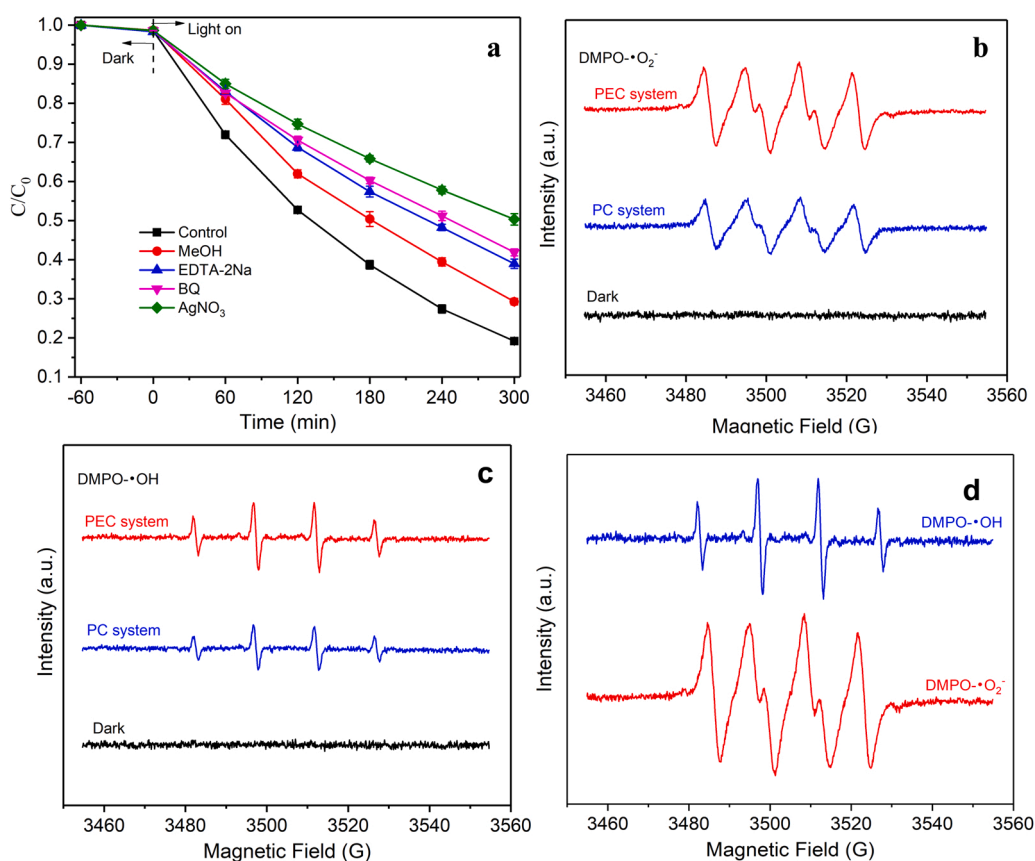 a
Light on
Dark
1.0
0.9
0.8
0.7
0.6
0.5
0.4
0.3
0.2
0.1
C/C₀
Control
MeOH
EDTA-2Na
BQ
AgNO₃
-60 0 60 120 180 240 300
Time (min)
b
DMPO-•O₂⁻
PEC system
PC system
Dark
Intensity (a.u.)
3460 3480 3500 3520 3540 3560
Magnetic Field (G)
c
DMPO-•OH
PEC system
PC system
Dark
Intensity (a.u.)
3460 3480 3500 3520 3540 3560
Magnetic Field (G)
d
DMPO-•OH
DMPO-•O₂⁻
Intensity (a.u.)
3460 3480 3500 3520 3540 3560
Magnetic Field (G)